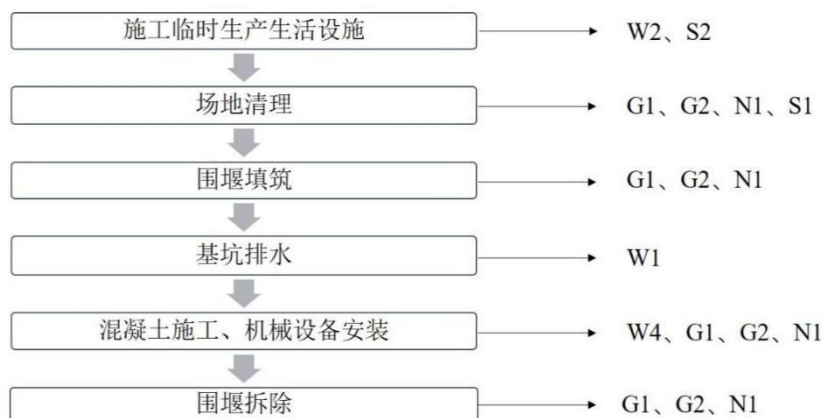 施工临时生产生活设施 W2、S2
场地清理 G1、G2、N1、S1
围堰填筑 G1、G2、N1
基坑排水 W1
混凝土施工、机械设备安装 W4、G1、G2、N1
围堰拆除 G1、G2、N1